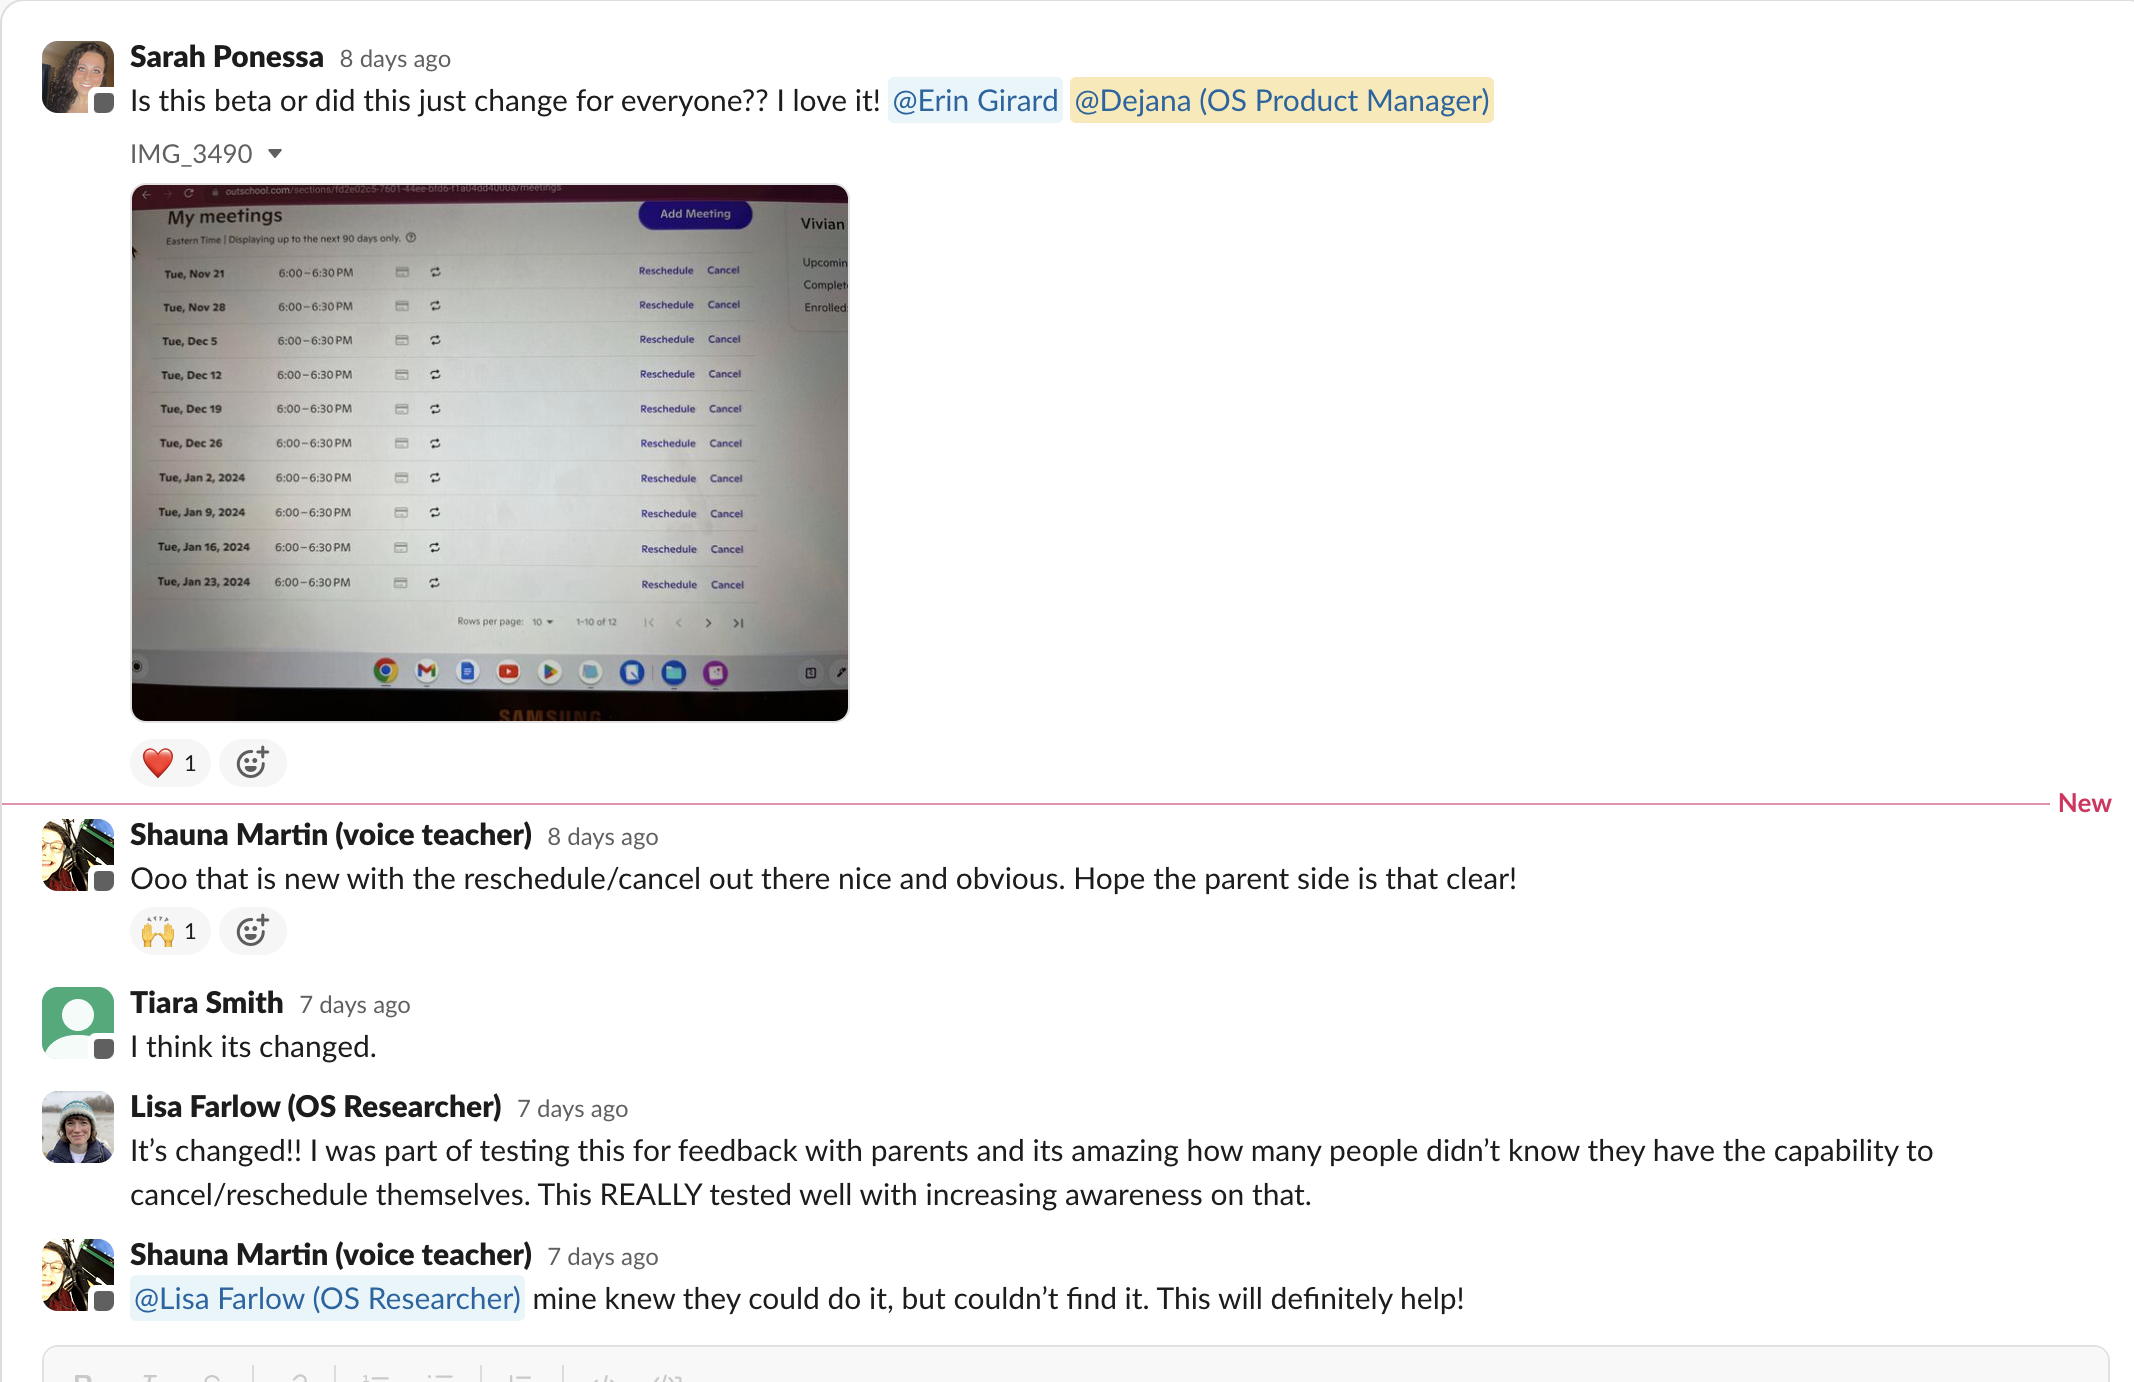 Sarah Ponessa 8 days ago
Is this beta or did this just change for everyone?? I love it! @Erin Girard @Dejana (OS Product Manager)
IMG_3490
outschool.com/sections/fd2e02c5-7601-44ee-bfd6-f1a04dd4000a/meetings
My meetings
Add Meeting
Vivian
Eastern Time | Displaying up to the next 90 days only.
Upcomin
Complet
Enrolled:
Tue, Nov 21 6:00–6:30 PM Reschedule Cancel
Tue, Nov 28 6:00–6:30 PM Reschedule Cancel
Tue, Dec 5 6:00–6:30 PM Reschedule Cancel
Tue, Dec 12 6:00–6:30 PM Reschedule Cancel
Tue, Dec 19 6:00–6:30 PM Reschedule Cancel
Tue, Dec 26 6:00–6:30 PM Reschedule Cancel
Tue, Jan 2, 2024 6:00–6:30 PM Reschedule Cancel
Tue, Jan 9, 2024 6:00–6:30 PM Reschedule Cancel
Tue, Jan 16, 2024 6:00–6:30 PM Reschedule Cancel
Tue, Jan 23, 2024 6:00–6:30 PM Reschedule Cancel
Rows per page: 10 1-10 of 12
SAMSUNG
1
New
Shauna Martin (voice teacher) 8 days ago
Ooo that is new with the reschedule/cancel out there nice and obvious. Hope the parent side is that clear!
1
Tiara Smith 7 days ago
I think its changed.
Lisa Farlow (OS Researcher) 7 days ago
It’s changed!! I was part of testing this for feedback with parents and its amazing how many people didn’t know they have the capability to
cancel/reschedule themselves. This REALLY tested well with increasing awareness on that.
Shauna Martin (voice teacher) 7 days ago
@Lisa Farlow (OS Researcher) mine knew they could do it, but couldn’t find it. This will definitely help!